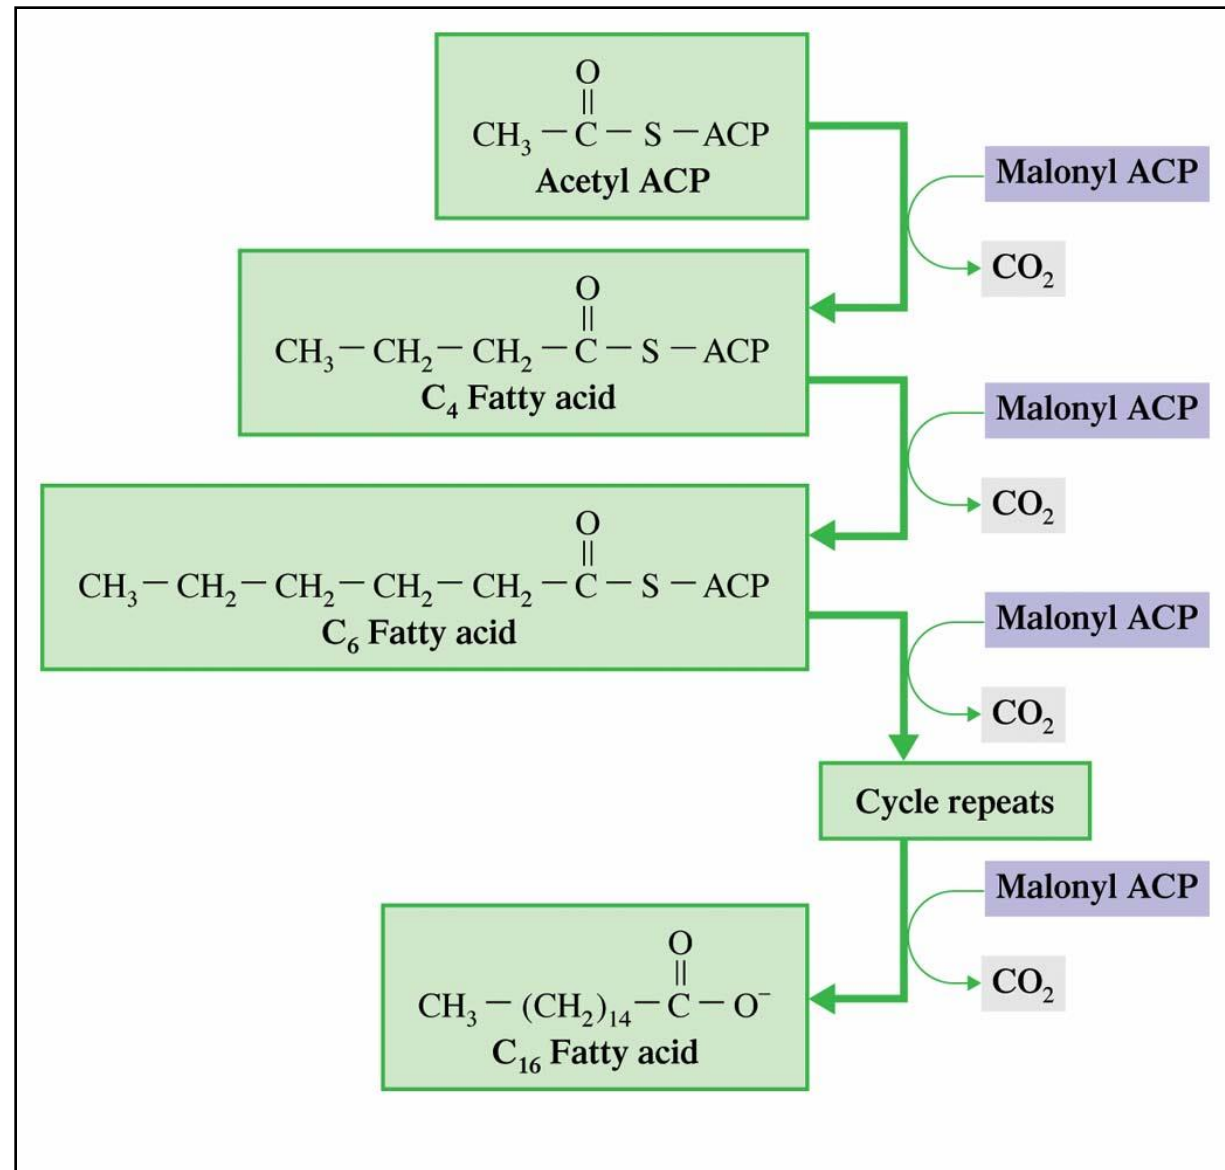 O
||
CH₃ — C — S — ACP
Acetyl ACP
Malonyl ACP
CO₂
O
||
CH₃ — CH₂ — CH₂ — C — S — ACP
C₄ Fatty acid
Malonyl ACP
CO₂
O
||
CH₃ — CH₂ — CH₂ — CH₂ — CH₂ — C — S — ACP
C₆ Fatty acid
Malonyl ACP
CO₂
Cycle repeats
Malonyl ACP
CO₂
O
||
CH₃ — (CH₂)₁₄ — C — O⁻
C₁₆ Fatty acid